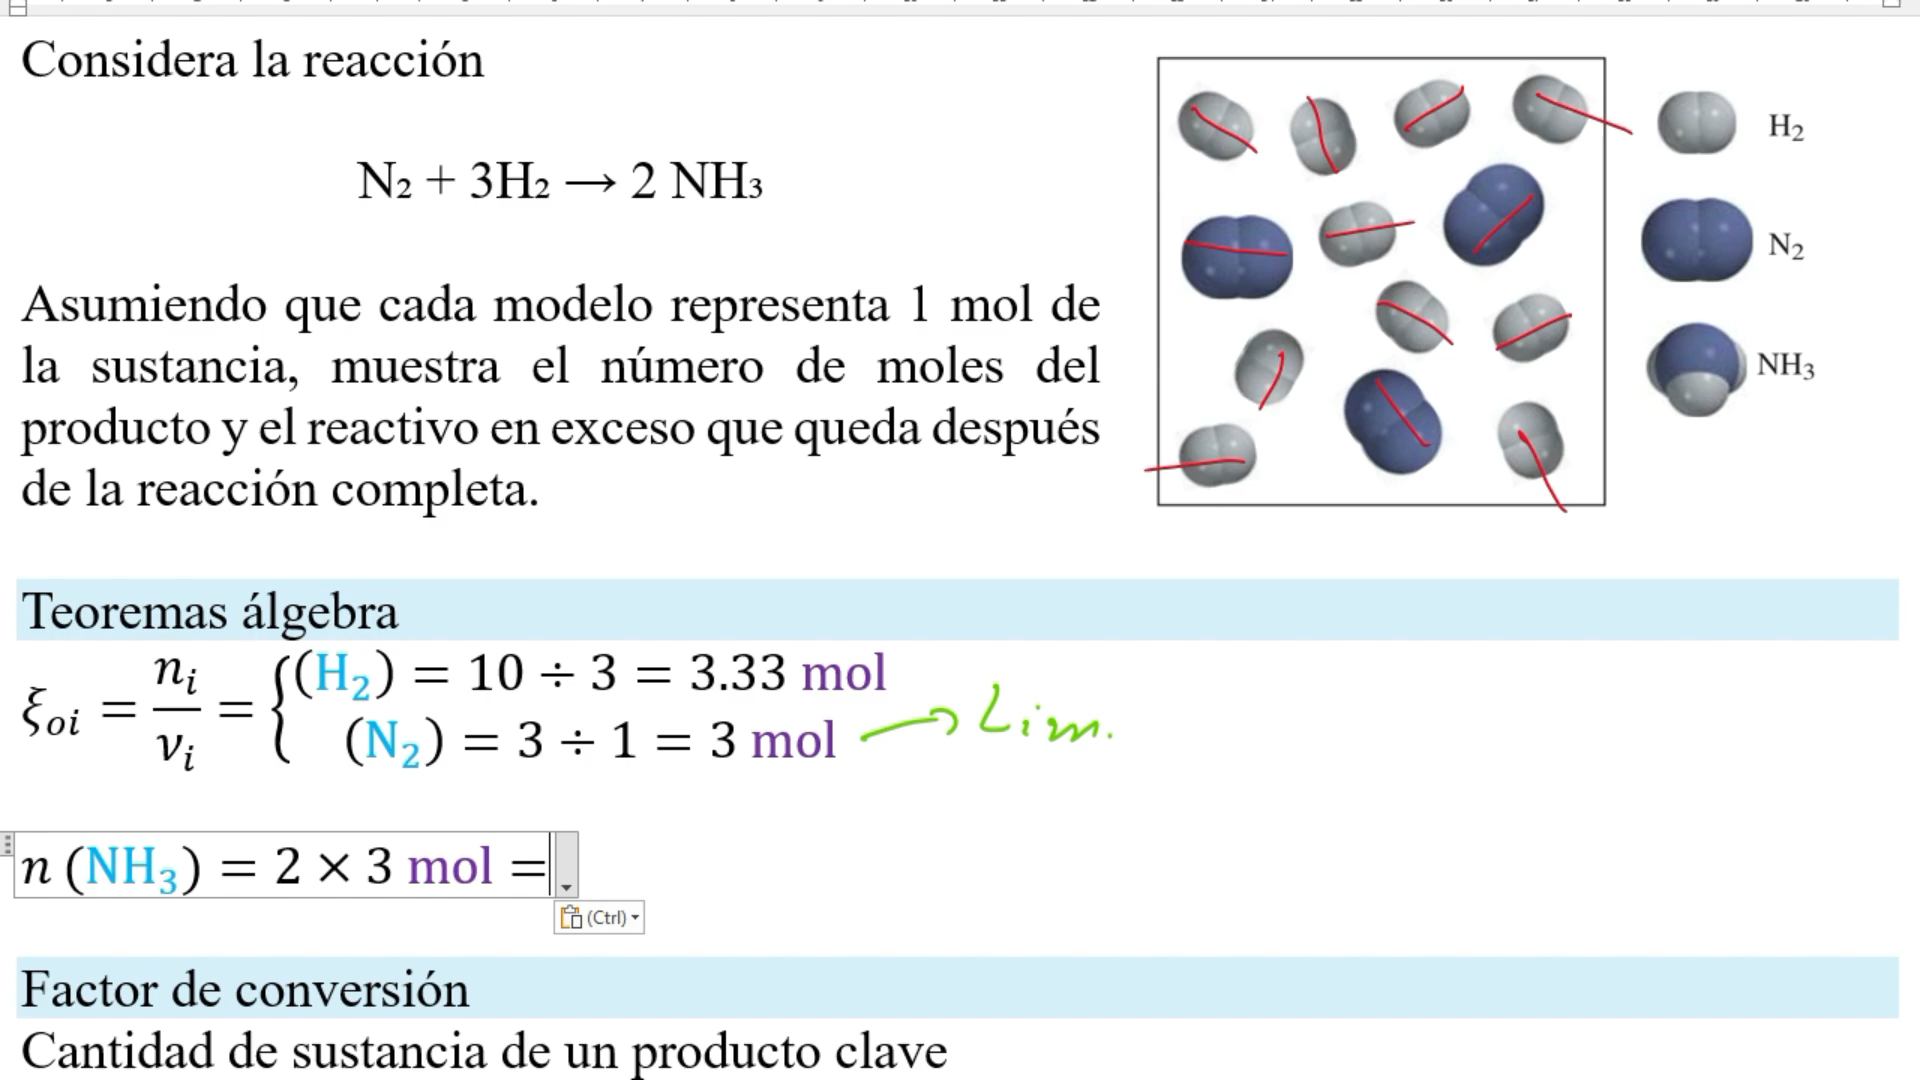 Considera la reacción
N₂ + 3H₂ → 2 NH₃
Asumiendo que cada modelo representa 1 mol de
la sustancia, muestra el número de moles del
producto y el reactivo en exceso que queda después
de la reacción completa.
H₂
N₂
NH₃
Teoremas álgebra
ξₒᵢ = nᵢ/νᵢ = { (H₂) = 10 ÷ 3 = 3.33 mol
(N₂) = 3 ÷ 1 = 3 mol → Lim.
n (NH₃) = 2 × 3 mol =
(Ctrl)
Factor de conversión
Cantidad de sustancia de un producto clave